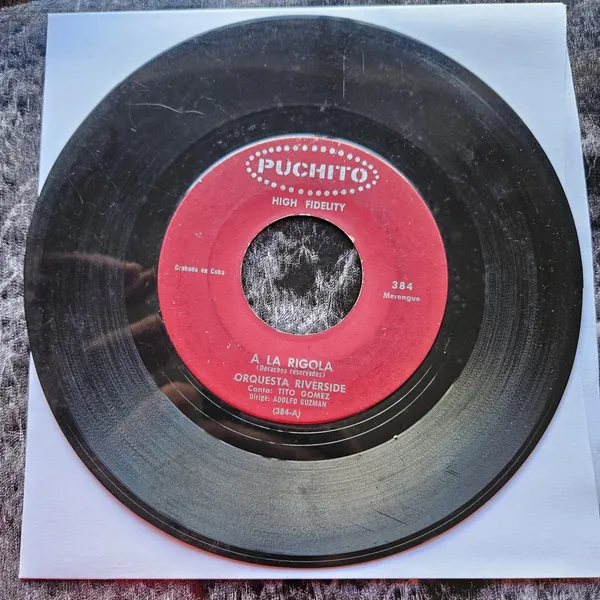 PUCHITO
HIGH FIDELITY
Grabado en Cuba
384
Merengue
A LA RIGOLA
(Derechos reservados)
ORQUESTA RIVERSIDE
Canta: TITO GOMEZ
Dirige: ADOLFO GUZMAN
(384-A)